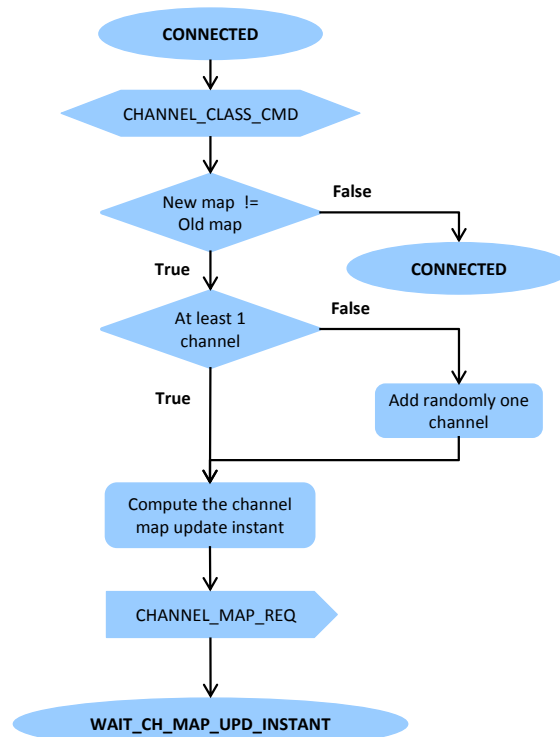 CONNECTED
CHANNEL_CLASS_CMD
New map  !=
Old map
False
CONNECTED
True
At least 1
channel
False
True
Add randomly one
channel
Compute the channel
map update instant
CHANNEL_MAP_REQ
WAIT_CH_MAP_UPD_INSTANT